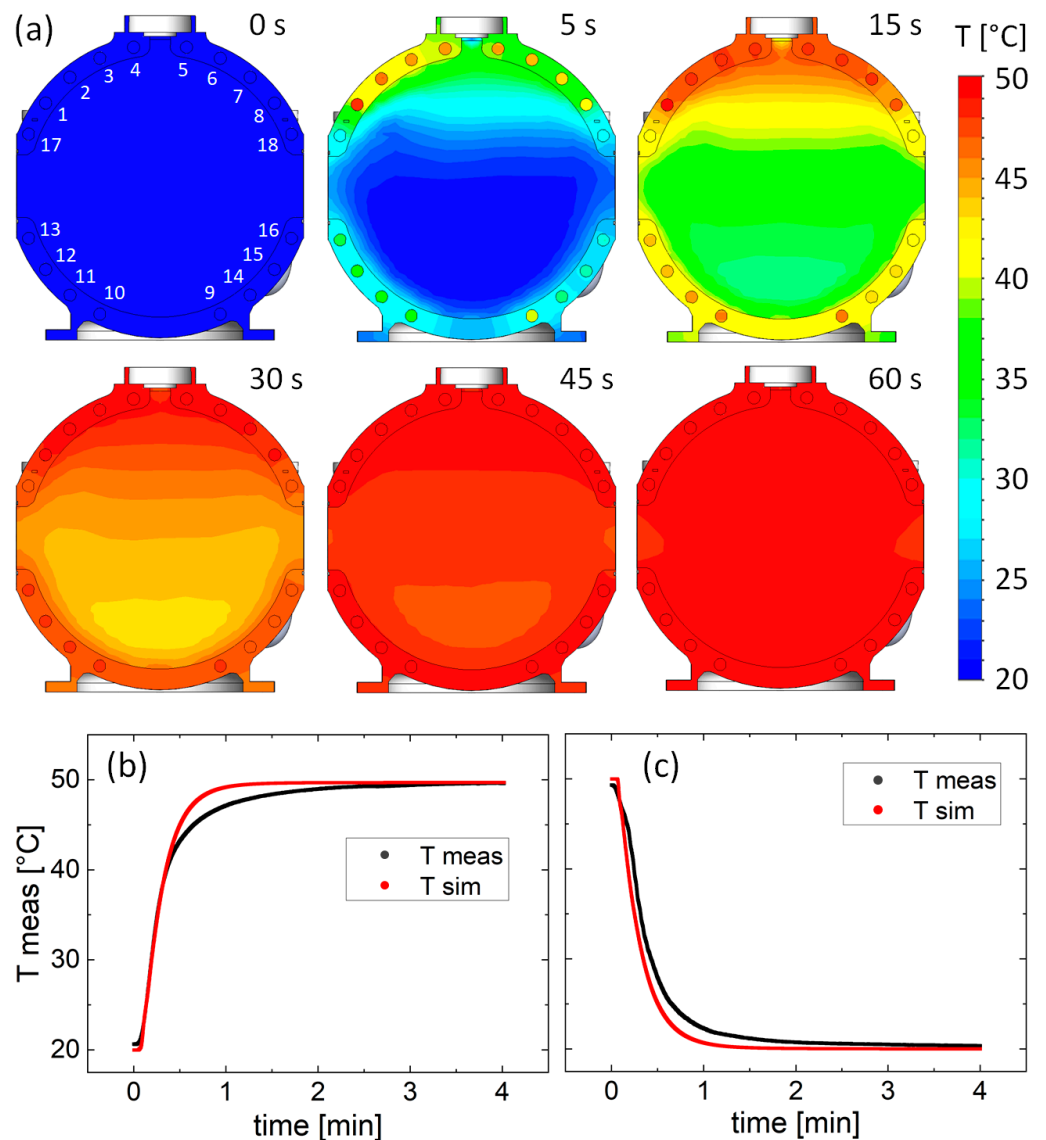 (a)
0 s
5 s
15 s
T [°C]
3 4 5 6
2 7
1 8
17 18
13 16
12 15
11 14
10 9
50
45
40
35
30
25
20
30 s
45 s
60 s
(b)
50
40
30
20
T meas [°C]
T meas
T sim
0 1 2 3 4
time [min]
(c)
T meas
T sim
0 1 2 3 4
time [min]